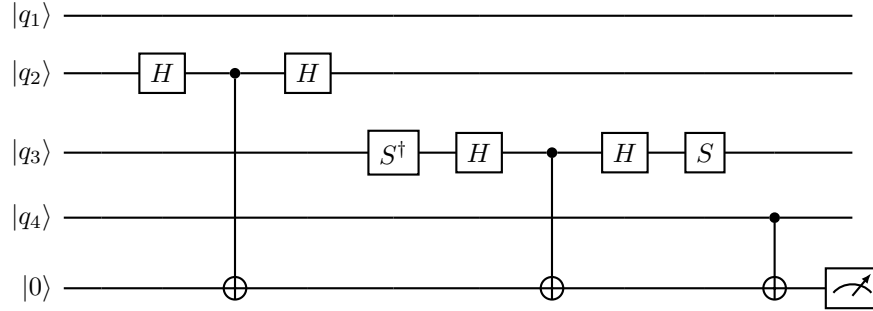 |q₁⟩
|q₂⟩ H H
|q₃⟩ S† H H S
|q₄⟩
|0⟩